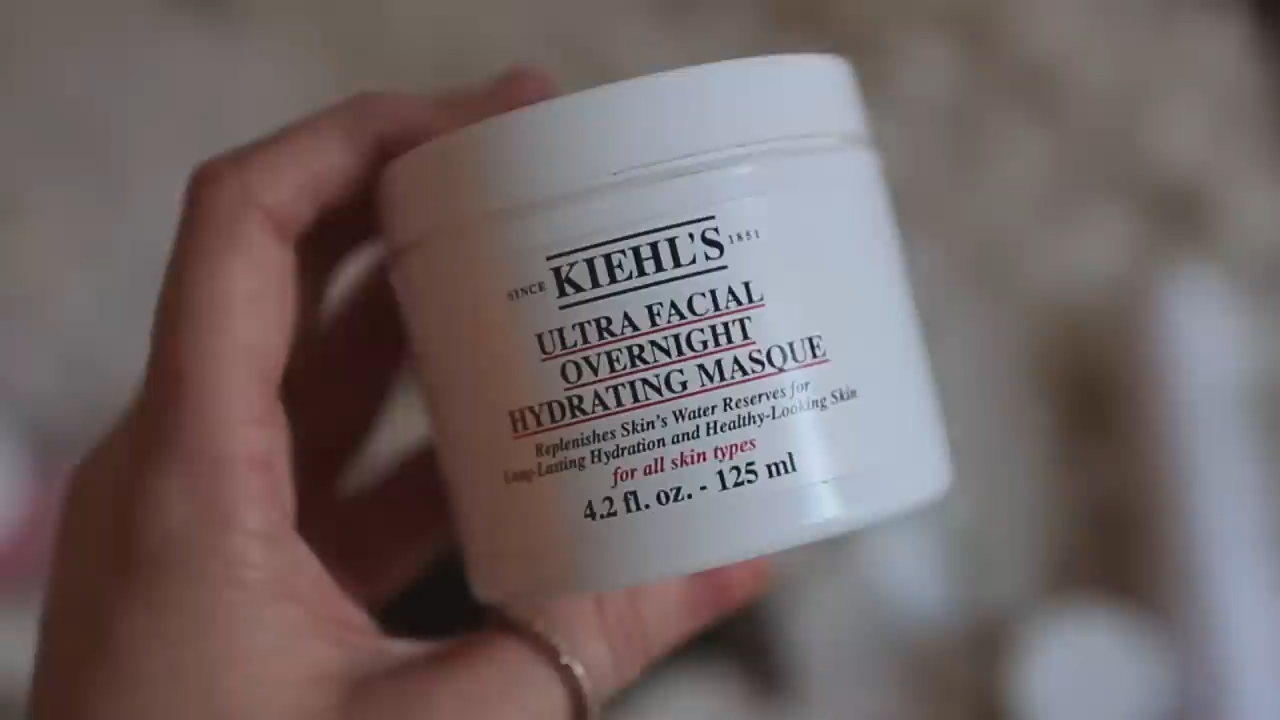 SINCE KIEHL'S 1851
ULTRA FACIAL
OVERNIGHT
HYDRATING MASQUE
Replenishes Skin's Water Reserves for
Long-Lasting Hydration and Healthy-Looking Skin
for all skin types
4.2 fl. oz. - 125 ml